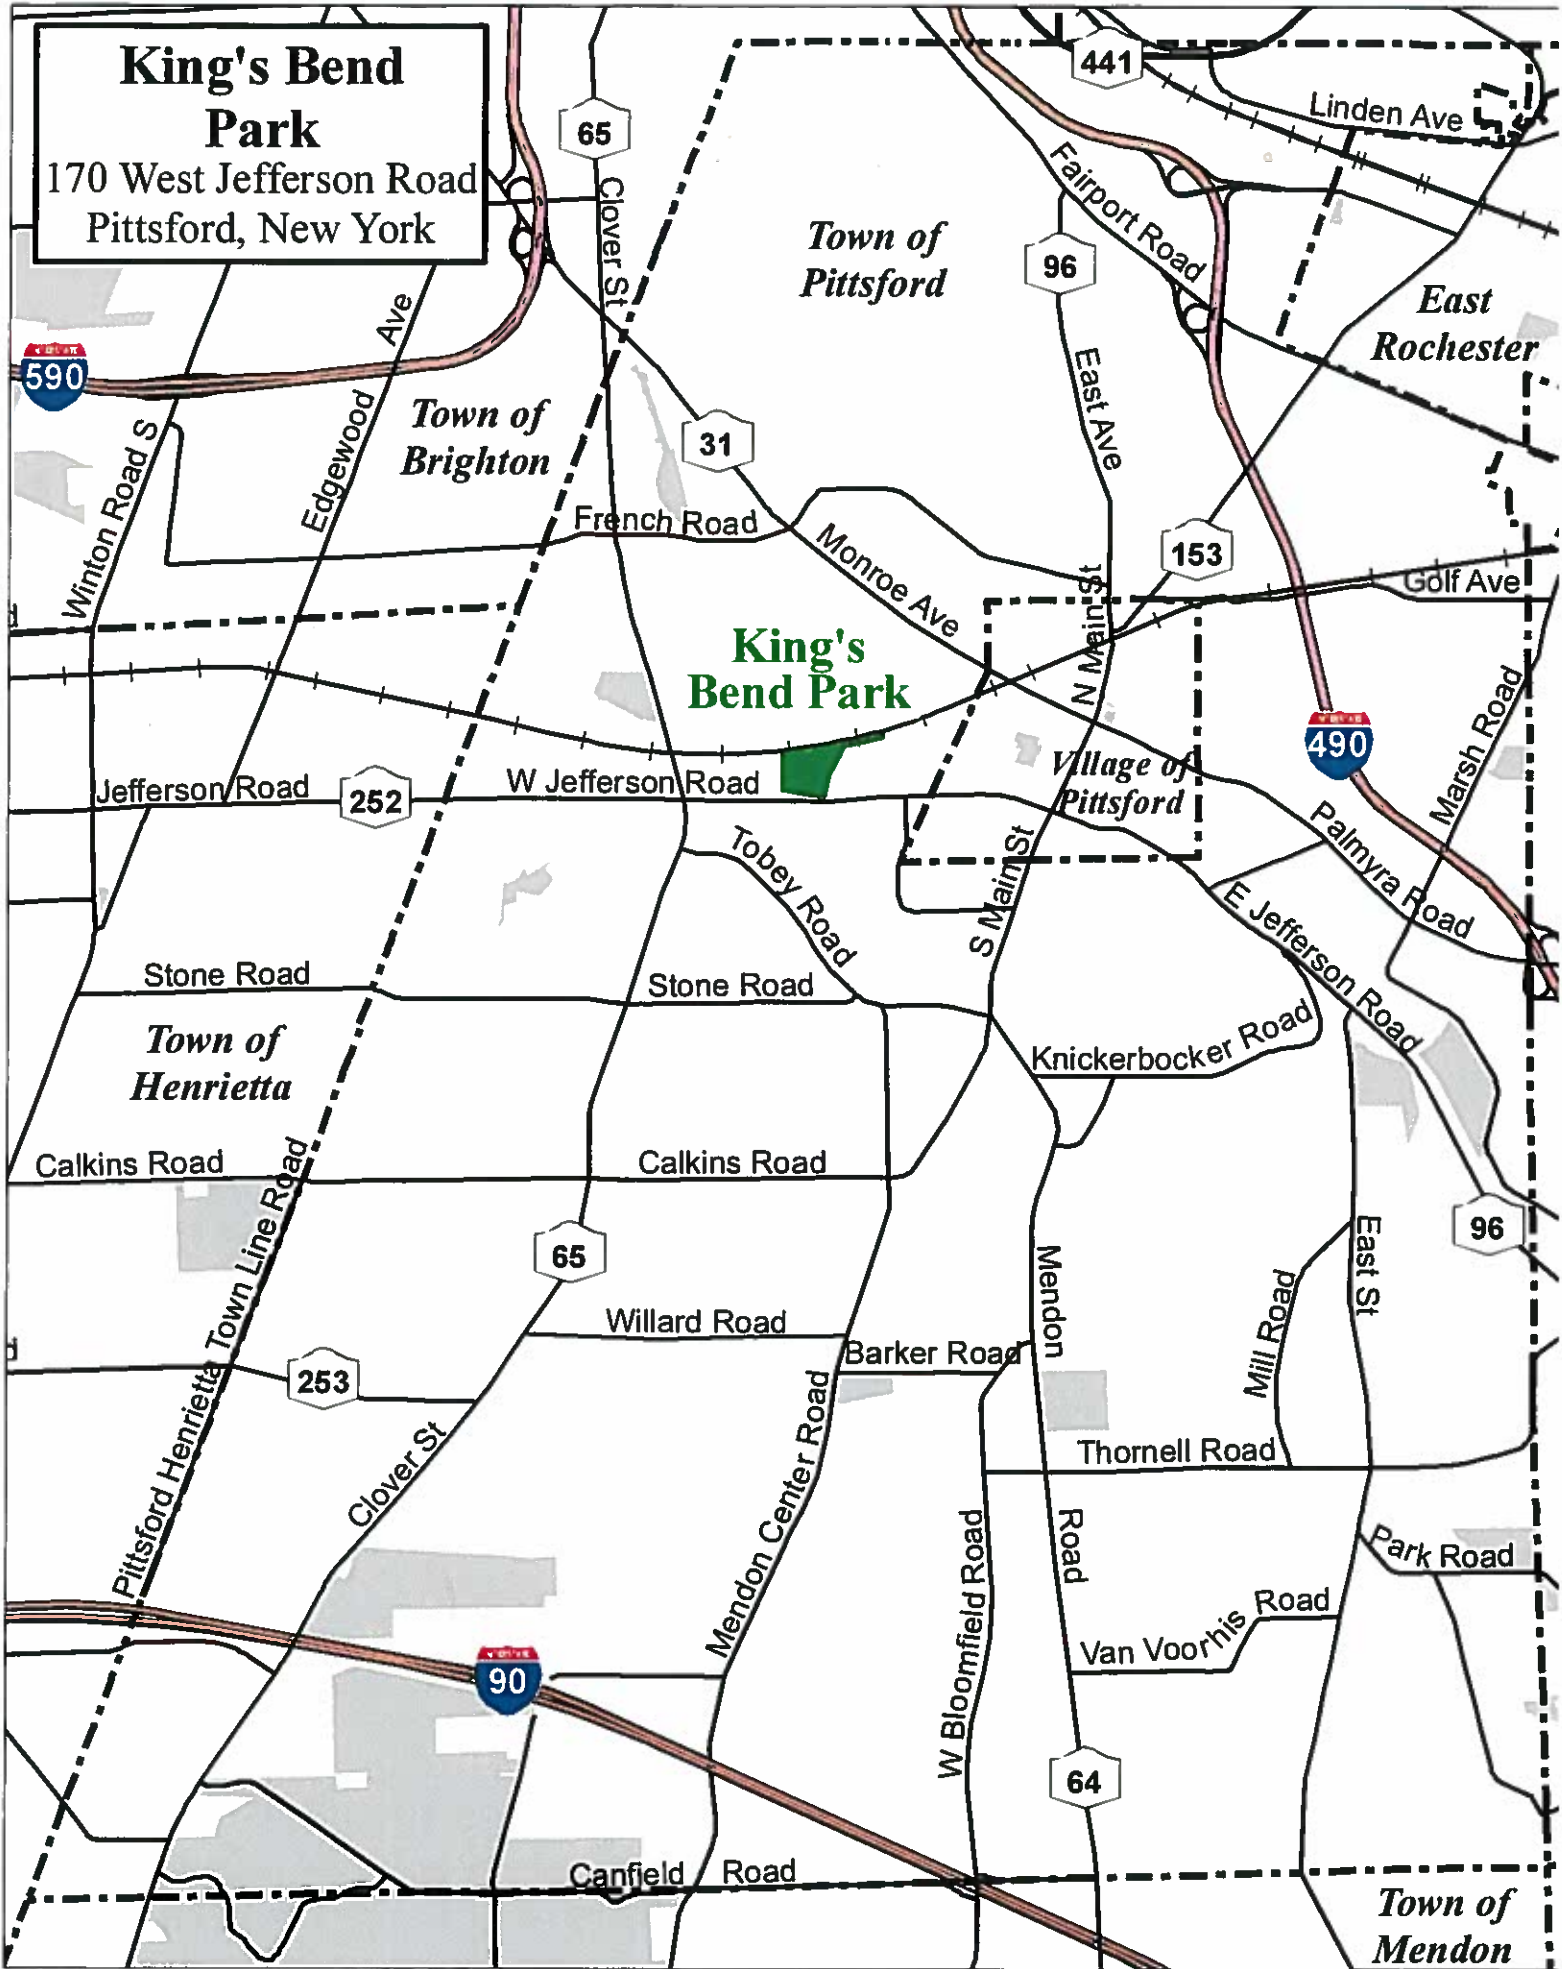 King's Bend
Park
170 West Jefferson Road
Pittsford, New York
441
Linden Ave
65
Clover St
Fairport Road
Town of
Pittsford
96
East
Rochester
Ave
590
Edgewood
Town of
Brighton
31
East Ave
Winton Road S
French Road
Monroe Ave
153
Golf Ave
N Main St
King's
Bend Park
490
Marsh Road
Village of
Pittsford
Jefferson Road
252
W Jefferson Road
Palmyra Road
Tobey Road
S Main St
E Jefferson Road
Stone Road
Stone Road
Town of
Henrietta
Knickerbocker Road
Calkins Road
Calkins Road
Pittsford Henrietta Town Line Road
65
96
East St
Mendon
Mill Road
Willard Road
Barker Road
253
Clover St
Mendon Center Road
Thornell Road
W Bloomfield Road
Road
Park Road
Van Voorhis Road
90
64
Canfield Road
Town of
Mendon